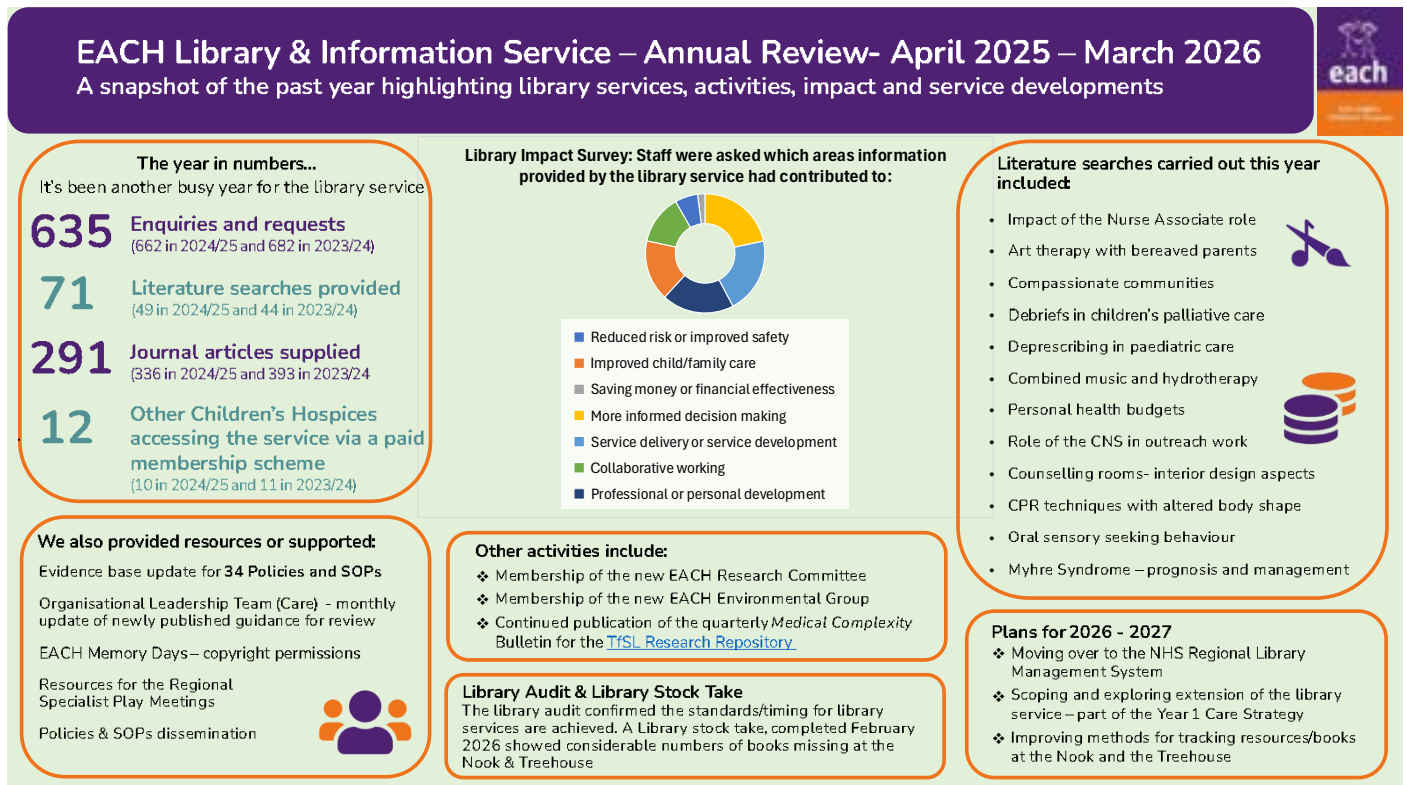 EACH Library & Information Service – Annual Review- April 2025 – March 2026
A snapshot of the past year highlighting library services, activities, impact and service developments
each
The year in numbers...
It's been another busy year for the library service
635
Enquiries and requests
(662 in 2024/25 and 682 in 2023/24)
71
Literature searches provided
(49 in 2024/25 and 44 in 2023/24)
291
Journal articles supplied
(336 in 2024/25 and 393 in 2023/24
12
Other Children's Hospices
accessing the service via a paid
membership scheme
(10 in 2024/25 and 11 in 2023/24)
We also provided resources or supported:
Evidence base update for 34 Policies and SOPs
Organisational Leadership Team (Care) - monthly
update of newly published guidance for review
EACH Memory Days – copyright permissions
Resources for the Regional
Specialist Play Meetings
Policies & SOPs dissemination
Library Impact Survey: Staff were asked which areas information
provided by the library service had contributed to:
Reduced risk or improved safety
Improved child/family care
Saving money or financial effectiveness
More informed decision making
Service delivery or service development
Collaborative working
Professional or personal development
Other activities include:
❖ Membership of the new EACH Research Committee
❖ Membership of the new EACH Environmental Group
❖ Continued publication of the quarterly Medical Complexity
Bulletin for the TfSL Research Repository
Library Audit & Library Stock Take
The library audit confirmed the standards/timing for library
services are achieved. A Library stock take, completed February
2026 showed considerable numbers of books missing at the
Nook & Treehouse
Literature searches carried out this year
included:
• Impact of the Nurse Associate role
• Art therapy with bereaved parents
• Compassionate communities
• Debriefs in children's palliative care
• Deprescribing in paediatric care
• Combined music and hydrotherapy
• Personal health budgets
• Role of the CNS in outreach work
• Counselling rooms- interior design aspects
• CPR techniques with altered body shape
• Oral sensory seeking behaviour
• Myhre Syndrome – prognosis and management
Plans for 2026 - 2027
❖ Moving over to the NHS Regional Library
Management System
❖ Scoping and exploring extension of the library
service – part of the Year 1 Care Strategy
❖ Improving methods for tracking resources/books
at the Nook and the Treehouse